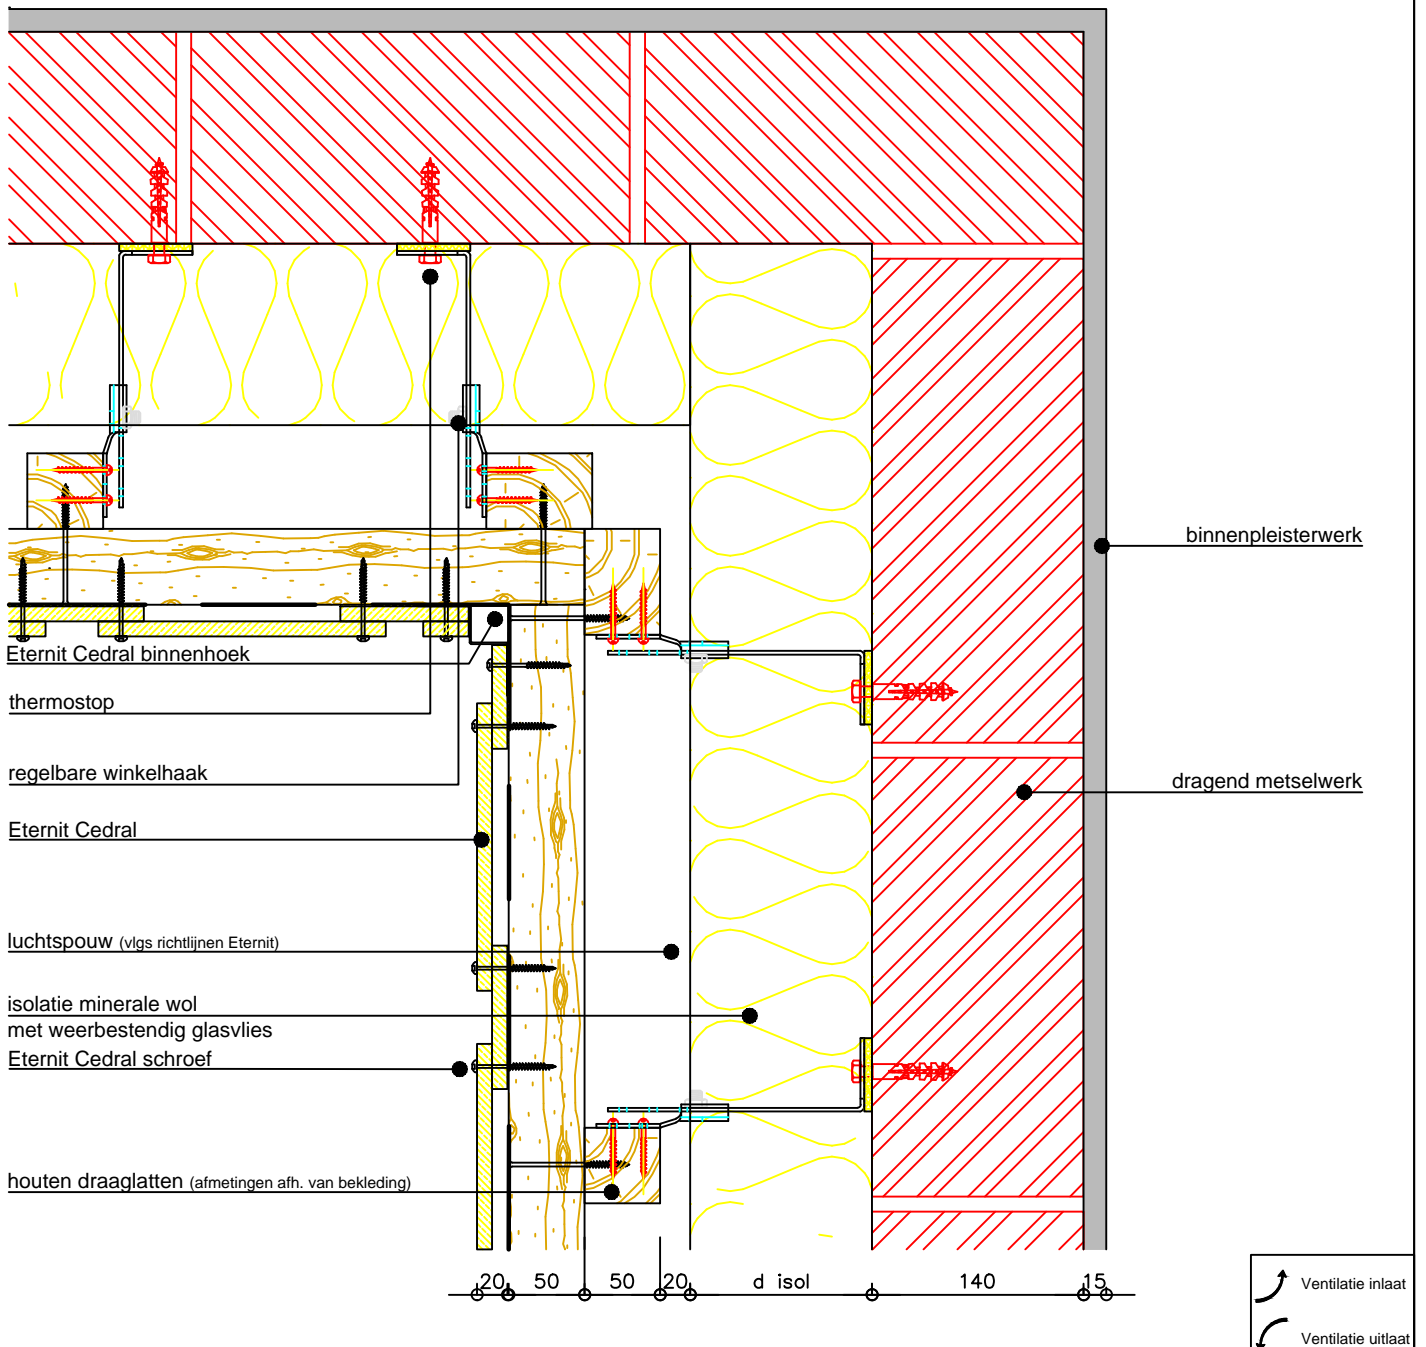 binnenpleisterwerk
Eternit Cedral binnenhoek
thermostop
regelbare winkelhaak
dragend metselwerk
Eternit Cedral
luchtspouw (vlgs richtlijnen Eternit)
isolatie minerale wol
met weerbestendig glasvlies
Eternit Cedral schroef
houten draaglatten (afmetingen afh. van bekleding)
20 50 50 20 d isol 140 15
Ventilatie inlaat
Ventilatie uitlaat